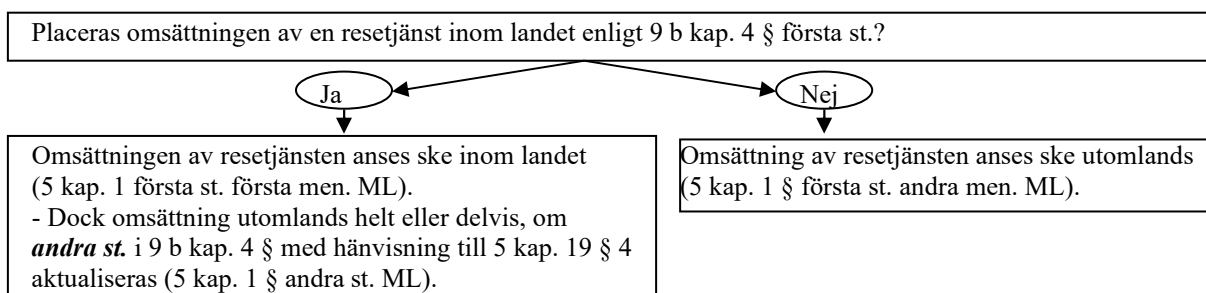 Placeras omsättningen av en resetjänst inom landet enligt 9 b kap. 4 § första st.?
Ja
Nej
Omsättningen av resetjänsten anses ske inom landet
(5 kap. 1 första st. första men. ML).
- Dock omsättning utomlands helt eller delvis, om
andra st. i 9 b kap. 4 § med hänvisning till 5 kap. 19 § 4
aktualiseras (5 kap. 1 § andra st. ML).
Omsättning av resetjänsten anses ske utomlands
(5 kap. 1 § första st. andra men. ML).